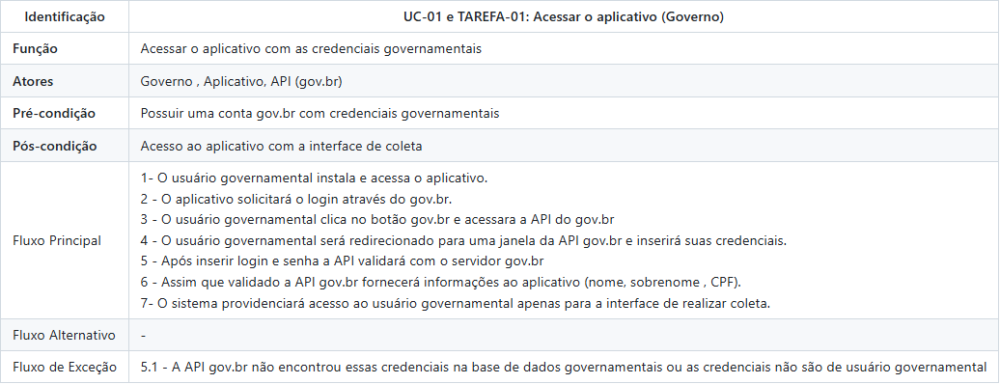 Identificação UC-01 e TAREFA-01: Acessar o aplicativo (Governo)
Função Acessar o aplicativo com as credenciais governamentais
Atores Governo , Aplicativo, API (gov.br)
Pré-condição Possuir uma conta gov.br com credenciais governamentais
Pós-condição Acesso ao aplicativo com a interface de coleta
Fluxo Principal
1- O usuário governamental instala e acessa o aplicativo.
2 - O aplicativo solicitará o login através do gov.br.
3 - O usuário governamental clica no botão gov.br e acessara a API do gov.br
4 - O usuário governamental será redirecionado para uma janela da API gov.br e inserirá suas credenciais.
5 - Após inserir login e senha a API validará com o servidor gov.br
6 - Assim que validado a API gov.br fornecerá informações ao aplicativo (nome, sobrenome , CPF).
7- O sistema providenciará acesso ao usuário governamental apenas para a interface de realizar coleta.
Fluxo Alternativo -
Fluxo de Exceção 5.1 - A API gov.br não encontrou essas credenciais na base de dados governamentais ou as credenciais não são de usuário governamental